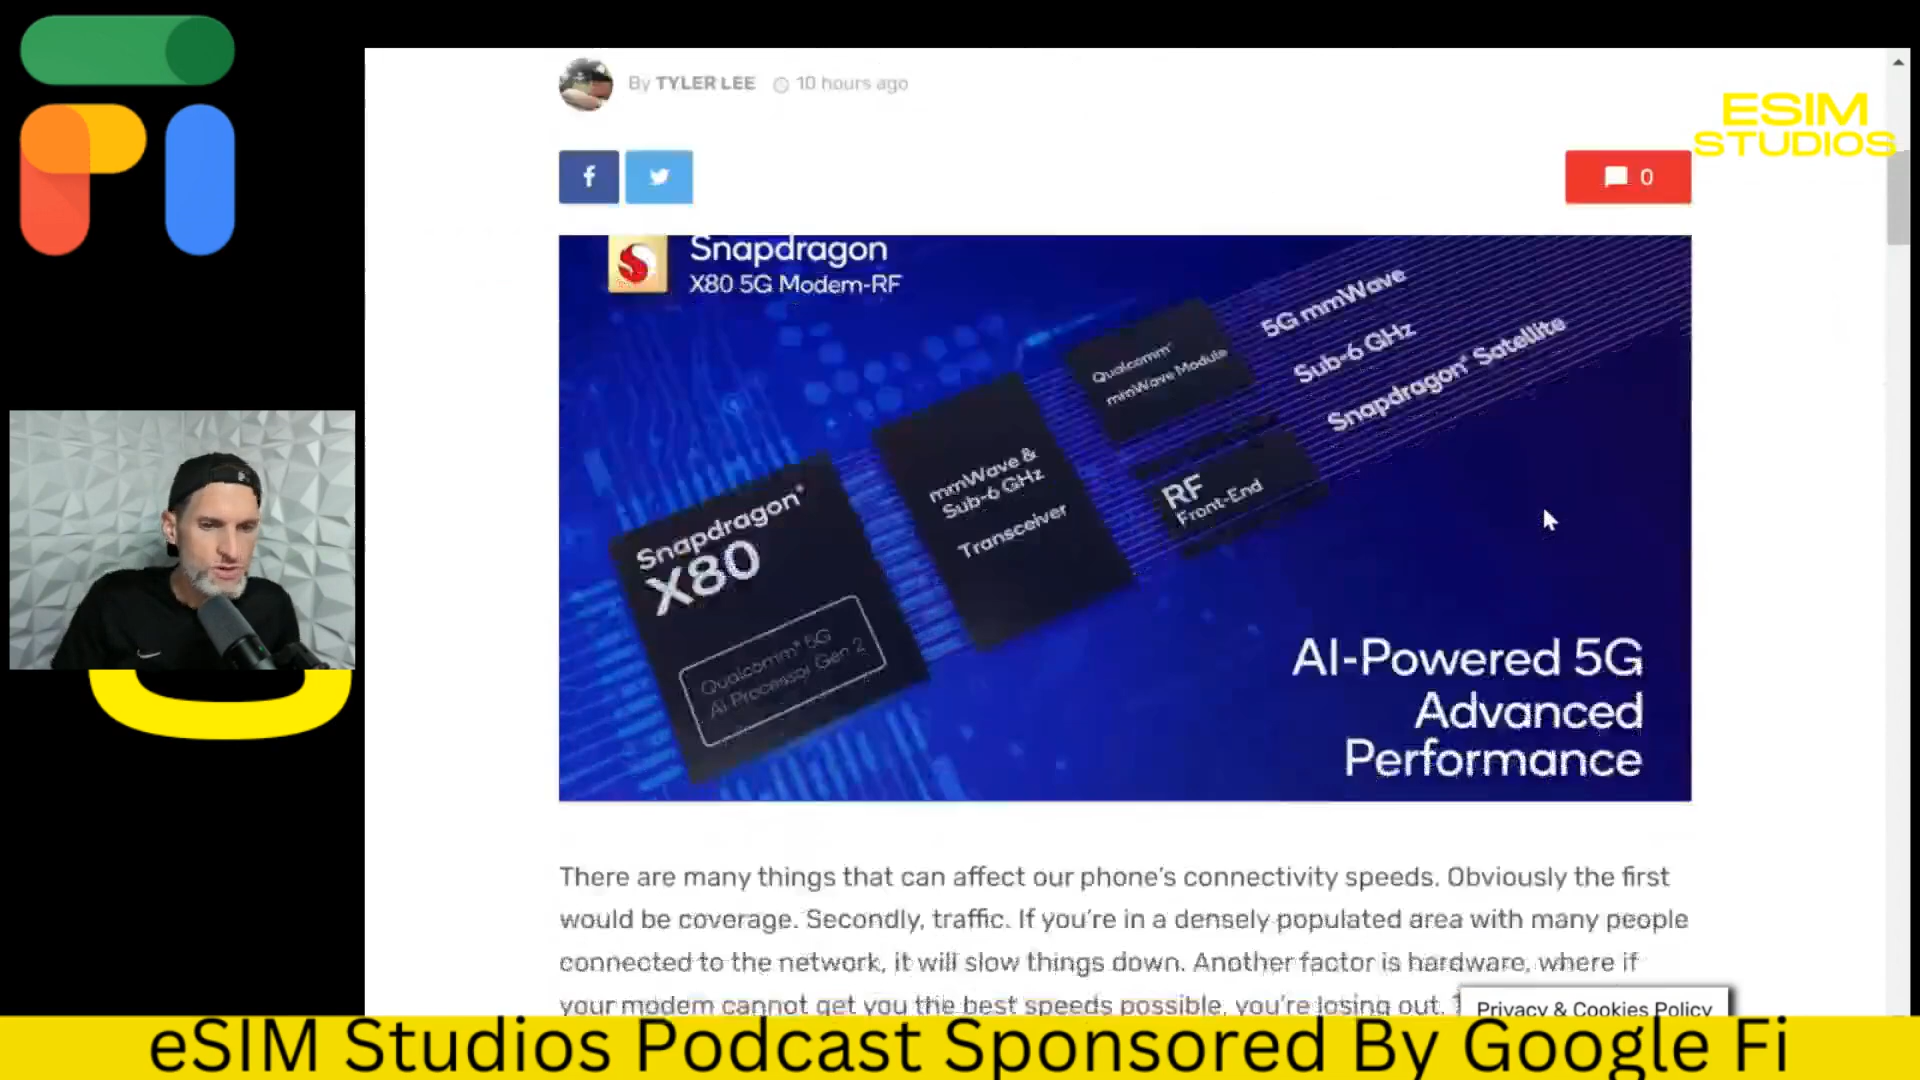 By TYLER LEE 10 hours ago
ESIM
STUDIOS
f
0
Snapdragon
X80 5G Modem-RF
5G mmWave
Sub-6 GHz
Snapdragon® Satellite
Qualcomm®
mmWave Module
mmWave &
Sub-6 GHz
Transceiver
RF
Front-End
Snapdragon®
X80
Qualcomm® 5G
AI Processor Gen 2
AI-Powered 5G
Advanced
Performance
There are many things that can affect our phone's connectivity speeds. Obviously the first
would be coverage. Secondly, traffic. If you're in a densely populated area with many people
connected to the network, it will slow things down. Another factor is hardware, where if
your modem cannot get you the best speeds possible, you're losing out.
Privacy & Cookies Policy
eSIM Studios Podcast Sponsored By Google Fi